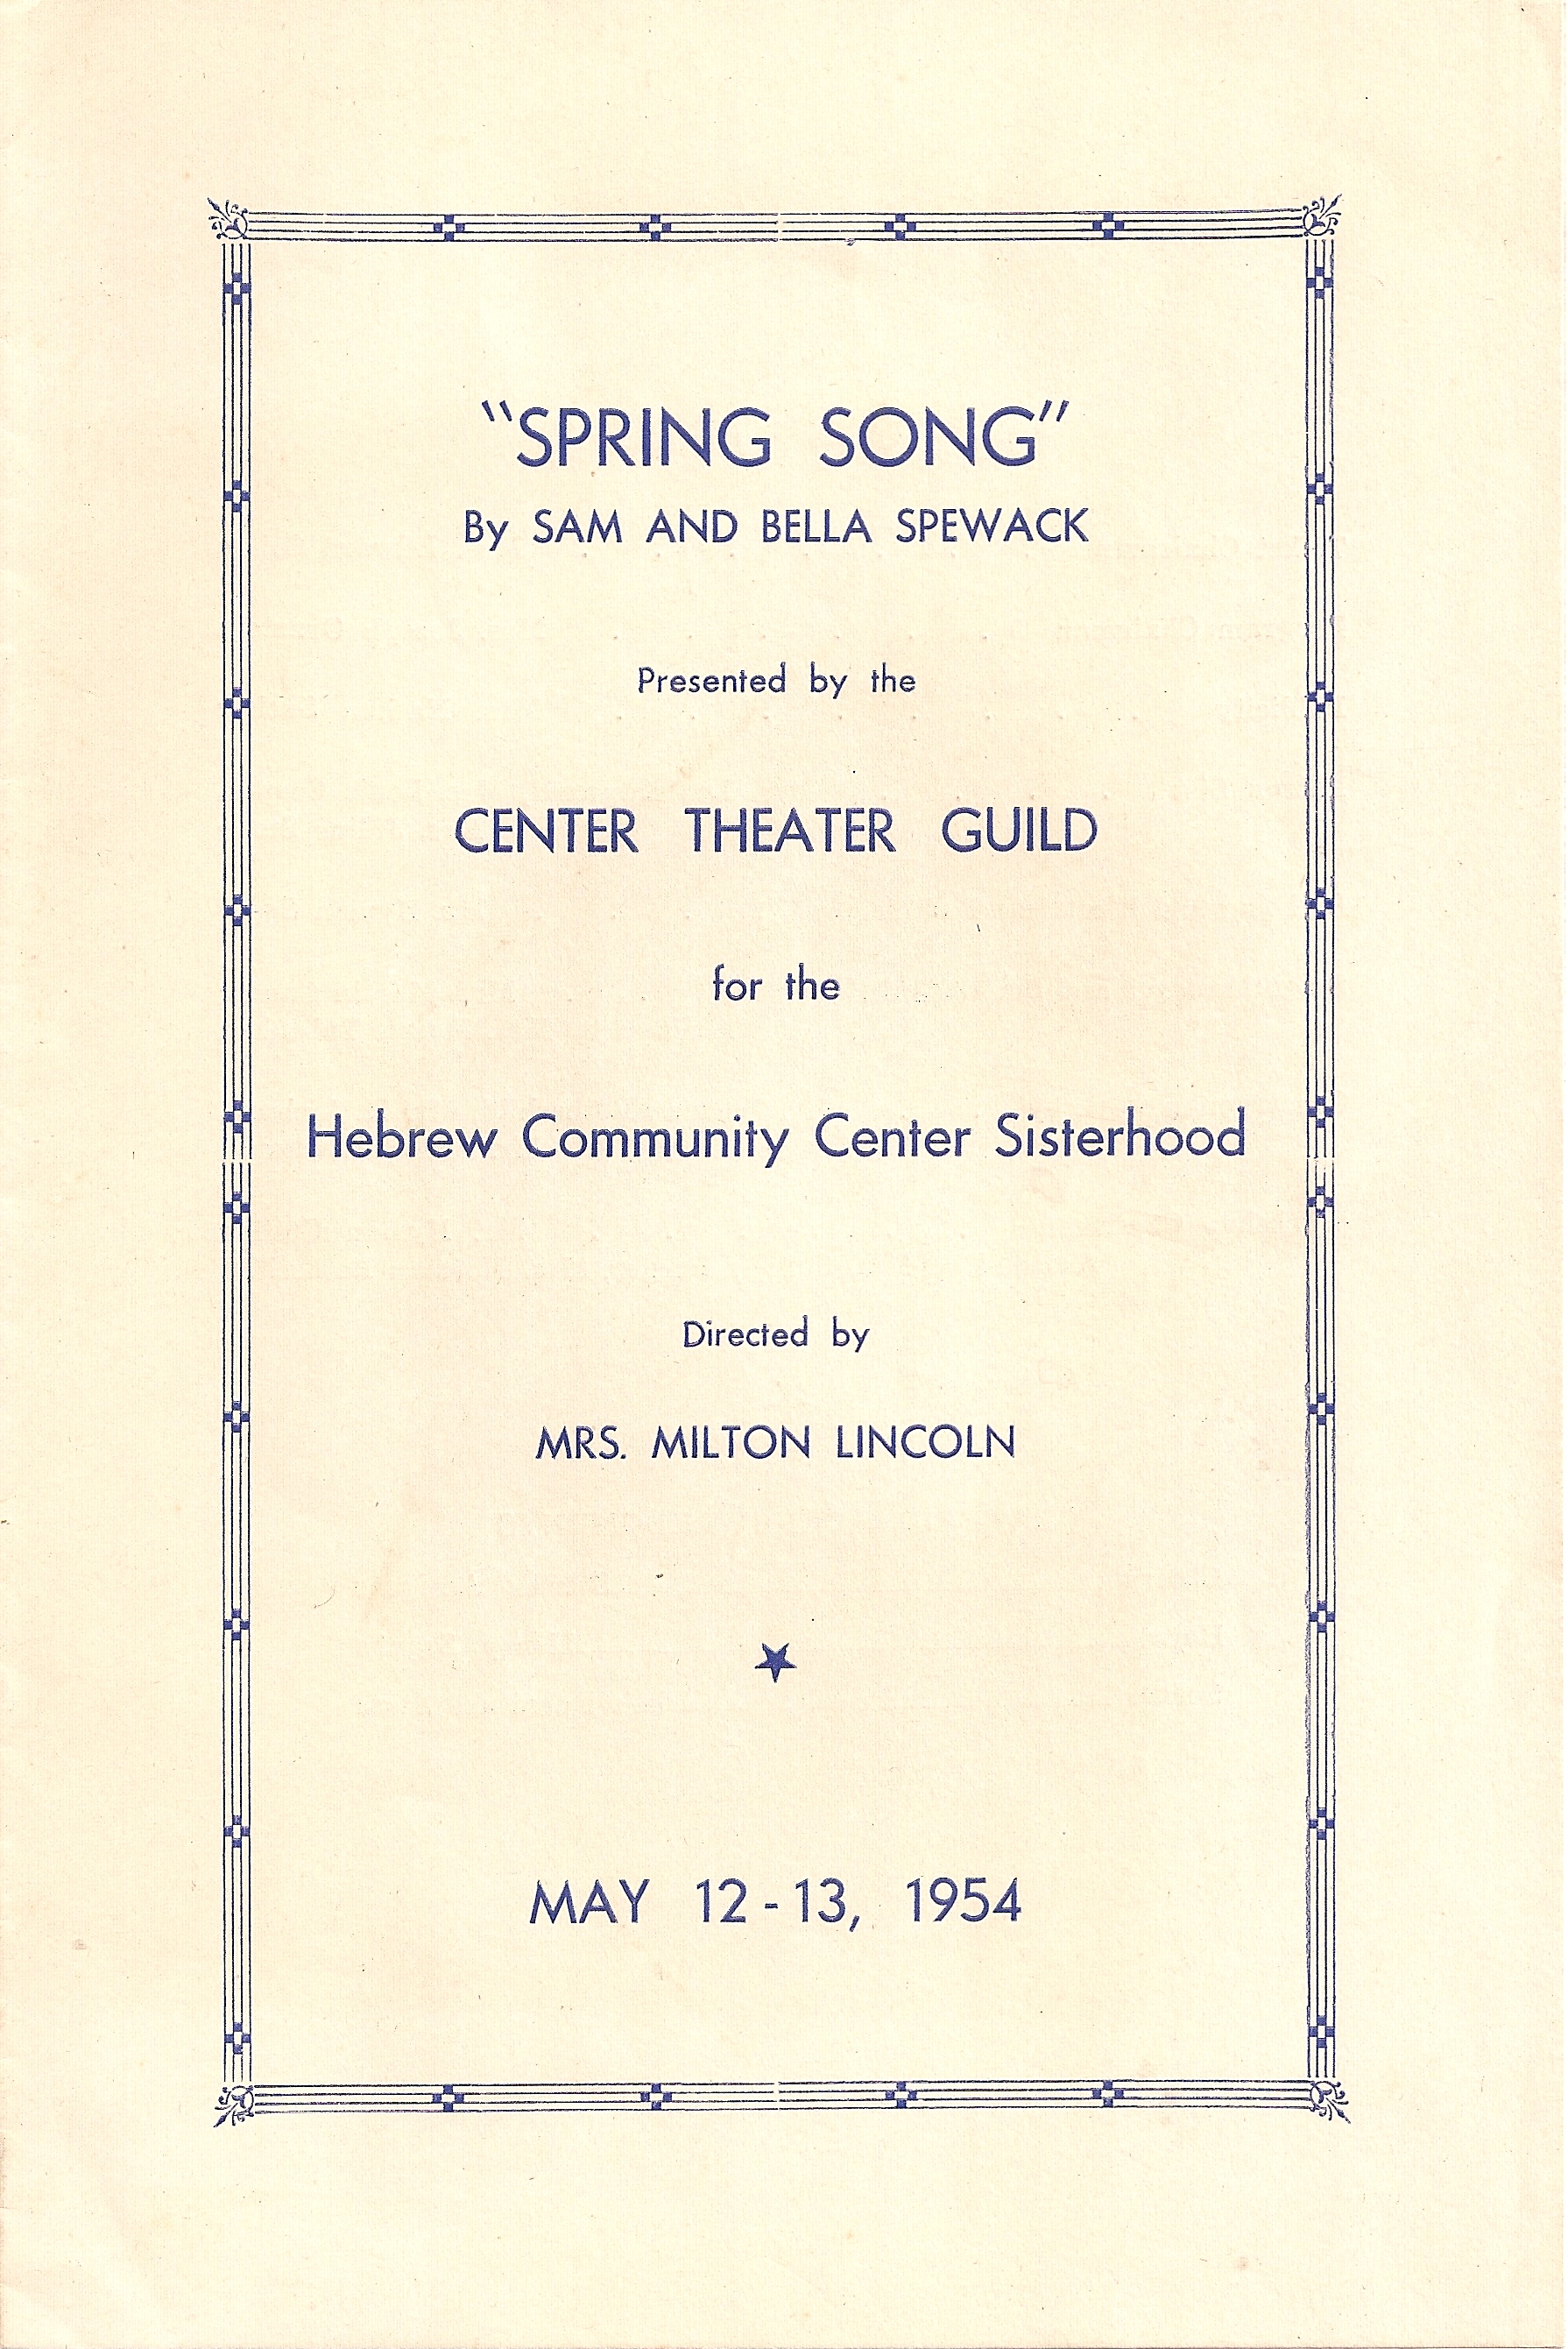 "SPRING SONG"
By SAM AND BELLA SPEWACK
Presented by the
CENTER THEATER GUILD
for the
Hebrew Community Center Sisterhood
Directed by
MRS. MILTON LINCOLN
MAY 12-13, 1954